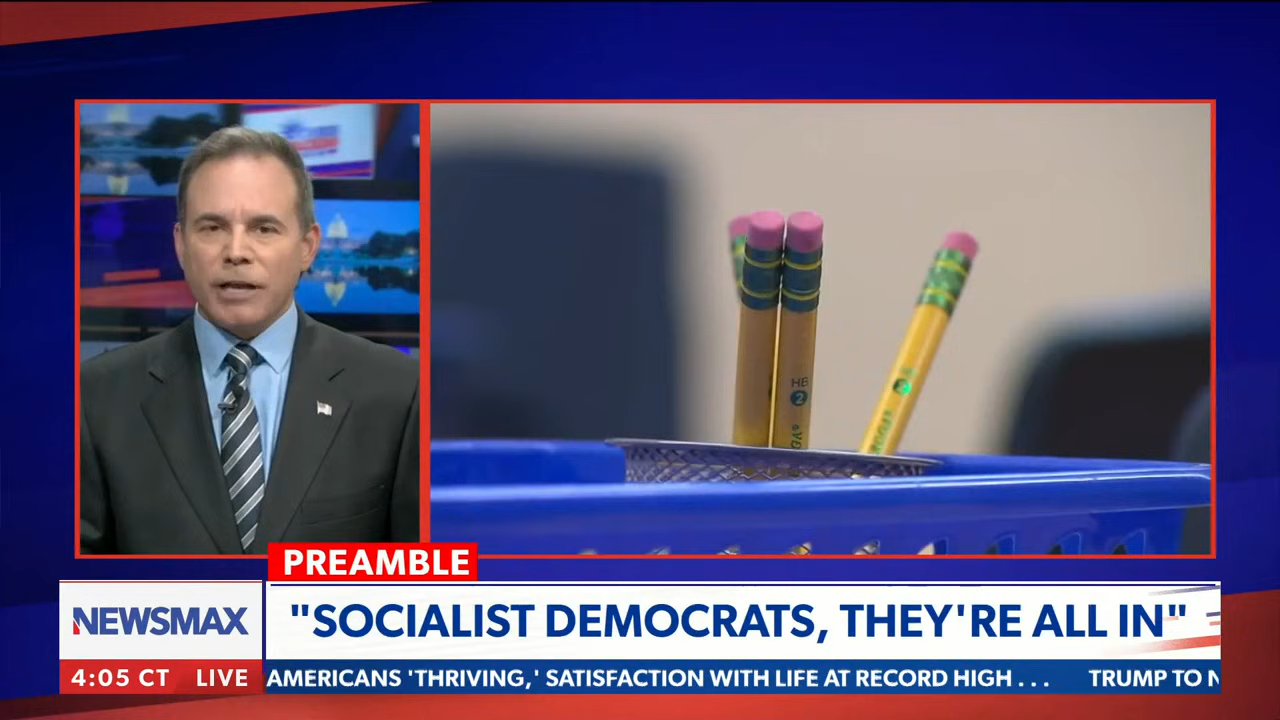 HB
2
PREAMBLE
NEWSMAX
"SOCIALIST DEMOCRATS, THEY'RE ALL IN"
4:05 CT LIVE
AMERICANS 'THRIVING,' SATISFACTION WITH LIFE AT RECORD HIGH . . . TRUMP TO